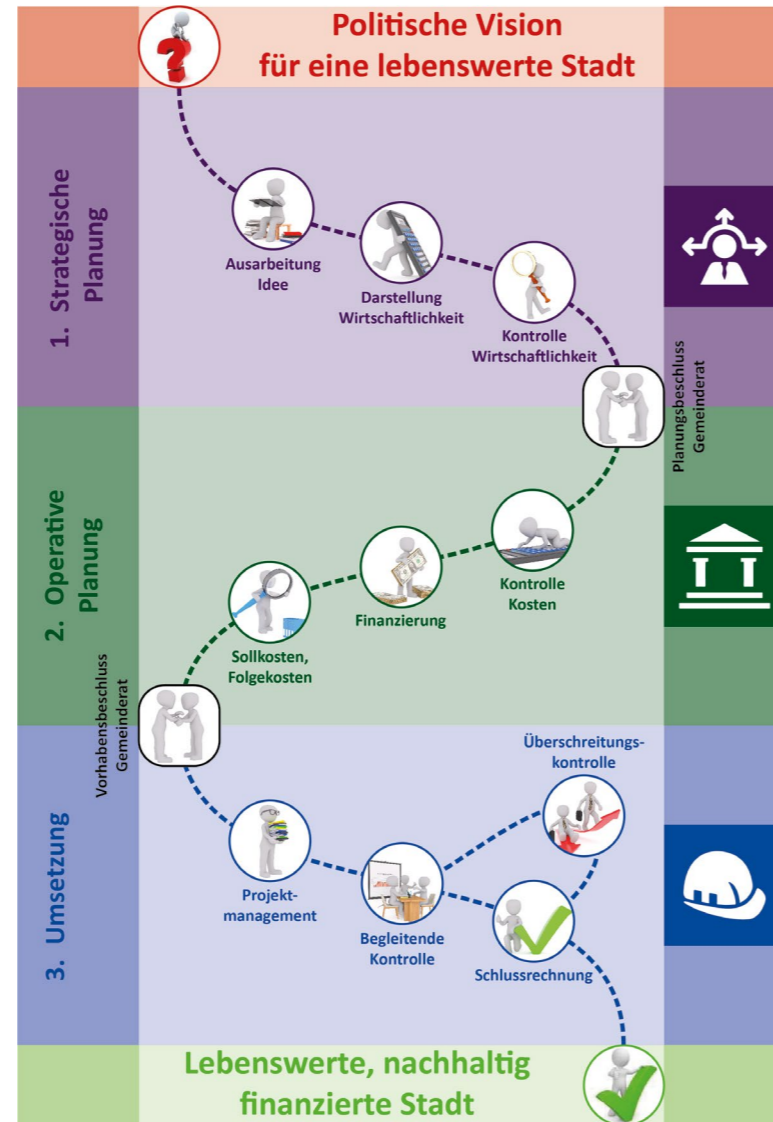 Politische Vision
für eine lebenswerte Stadt
1. Strategische
Planung
Ausarbeitung
Idee
Darstellung
Wirtschaftlichkeit
Kontrolle
Wirtschaftlichkeit
Planungsbeschluss
Gemeinderat
2. Operative
Planung
Kontrolle
Kosten
Finanzierung
Sollkosten,
Folgekosten
Vorhabensbeschluss
Gemeinderat
3. Umsetzung
Projekt-
management
Begleitende
Kontrolle
Überschreitungs-
kontrolle
Schlussrechnung
Lebenswerte, nachhaltig
finanzierte Stadt